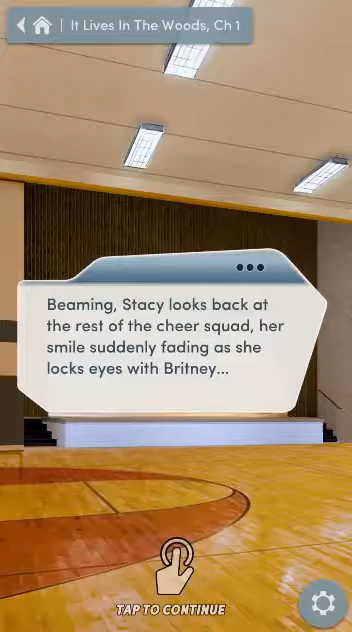 It Lives In The Woods, Ch 1
Beaming, Stacy looks back at
the rest of the cheer squad, her
smile suddenly fading as she
locks eyes with Britney...
TAP TO CONTINUE